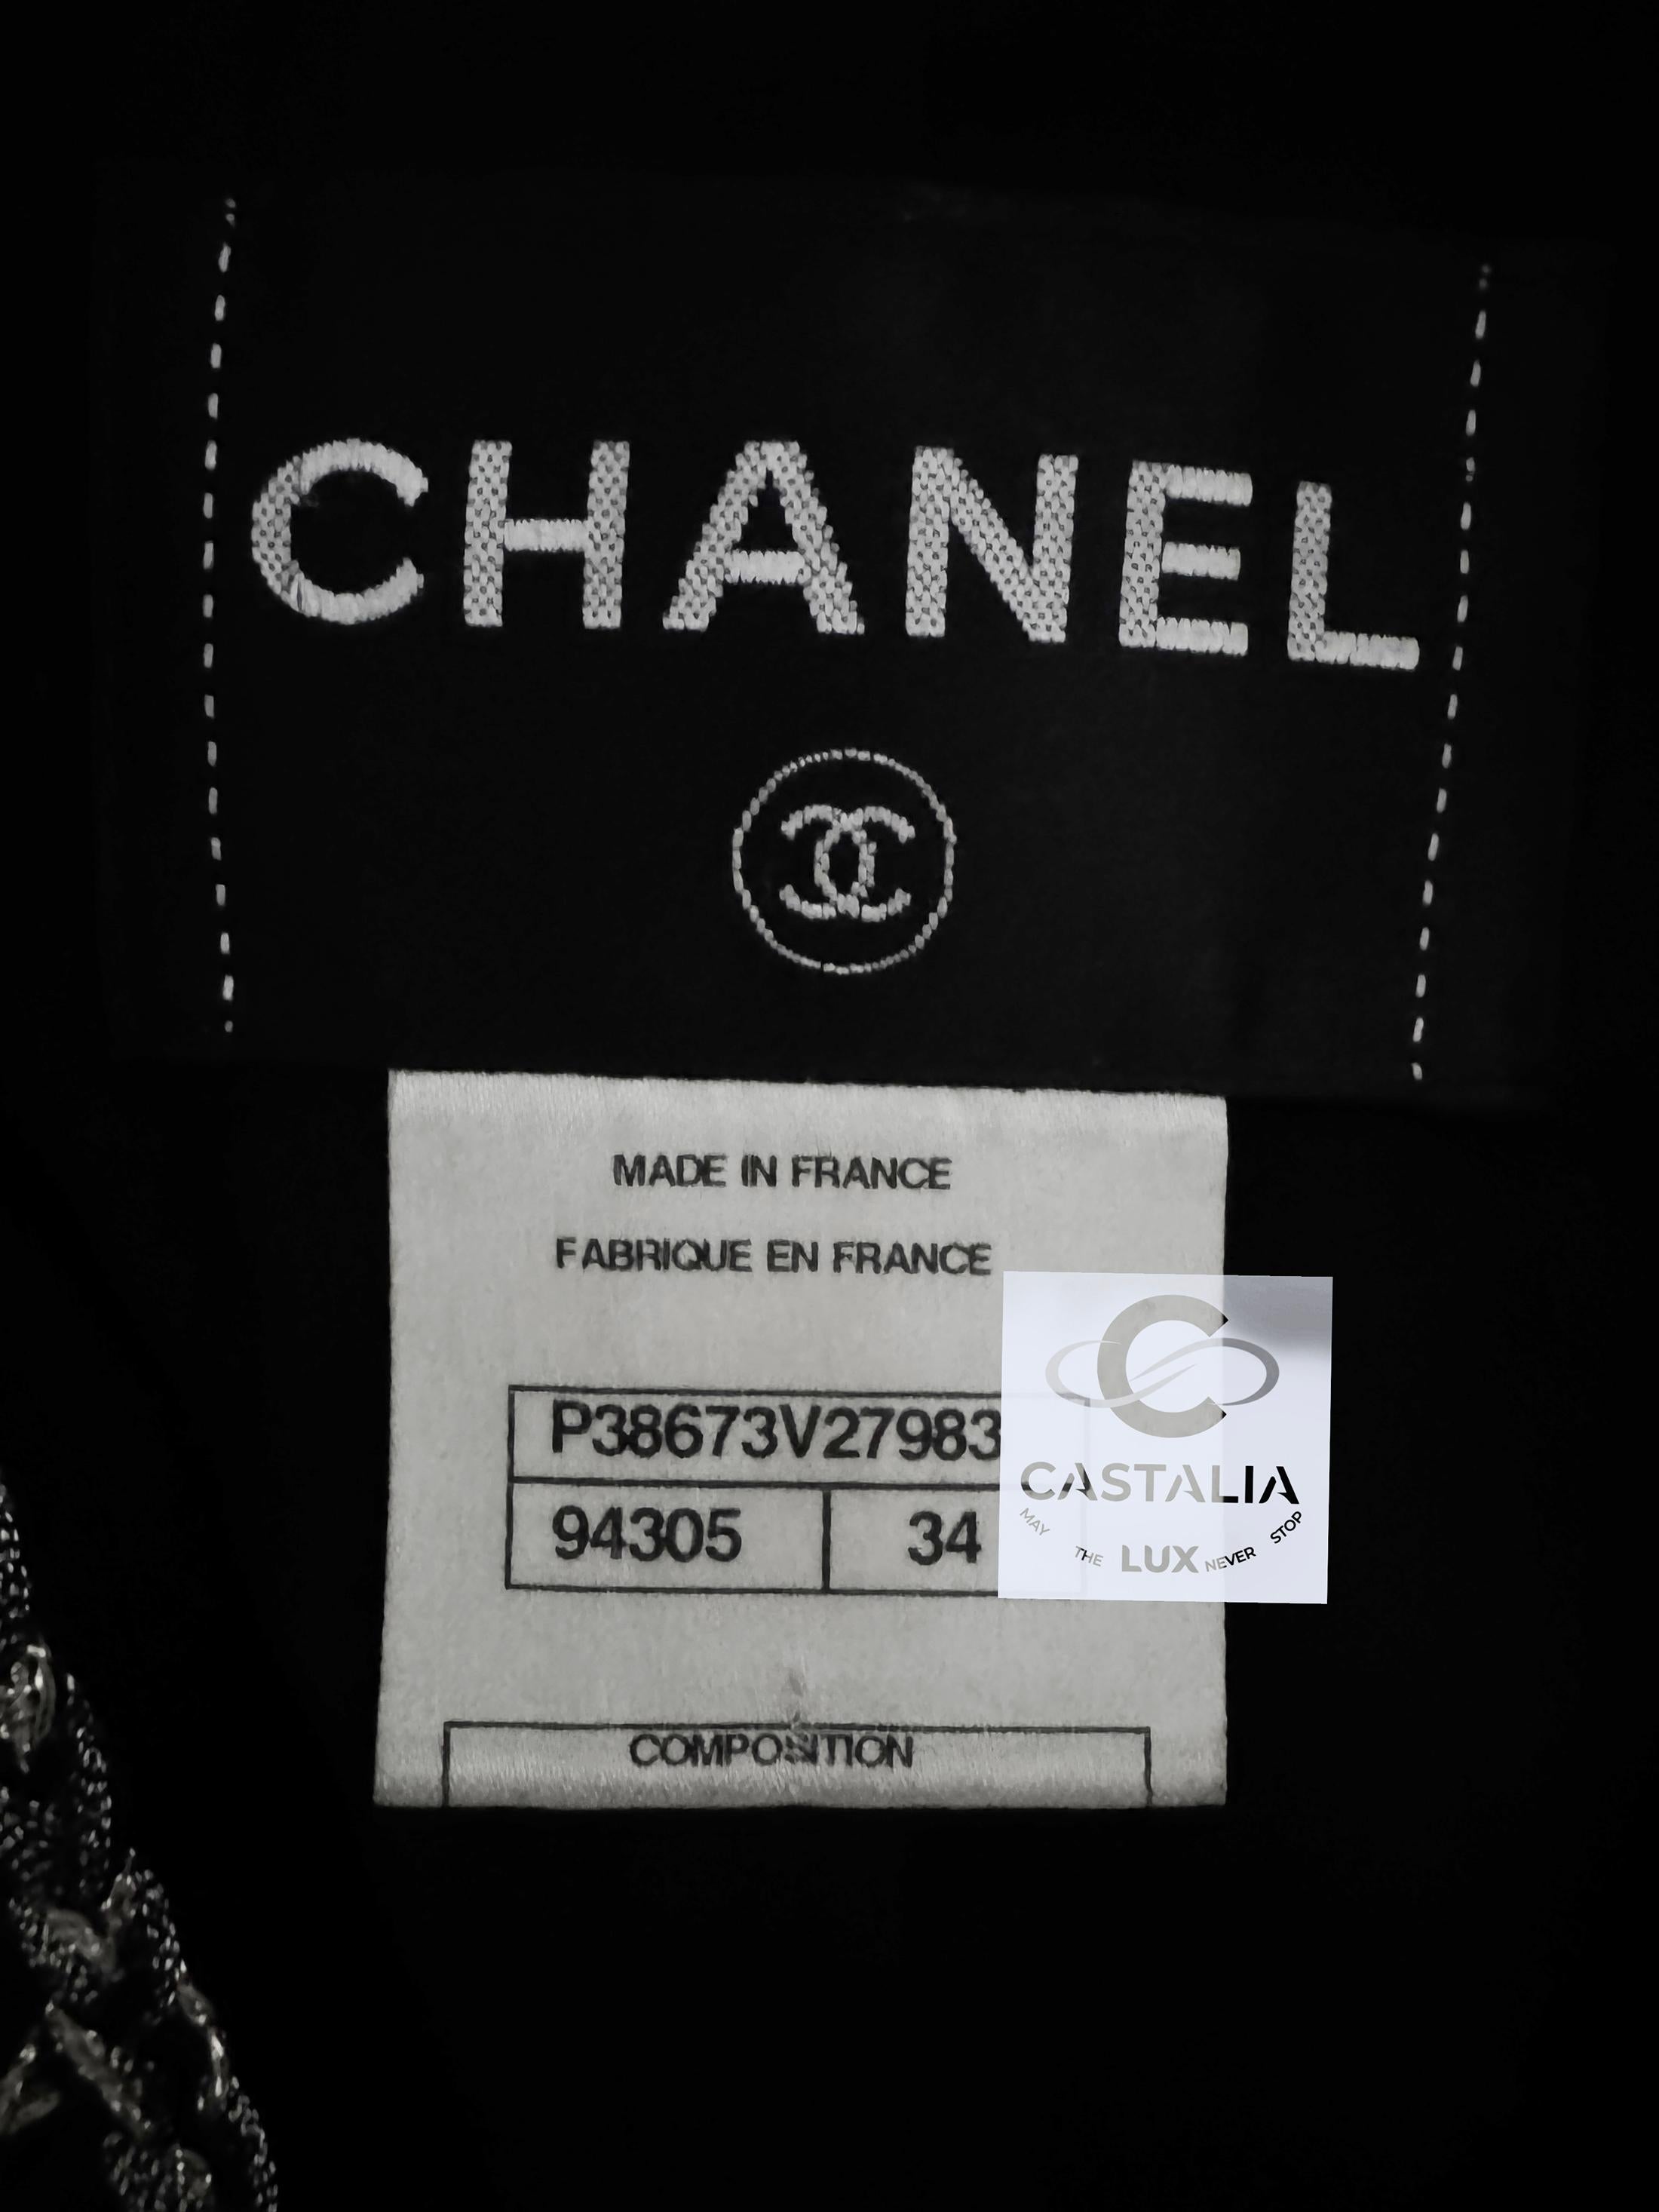 CHANEL
MADE IN FRANCE
FABRIQUE EN FRANCE
P38673V27983
94305
34
CASTALIA
MAY THE LUX NEVER STOP
COMPOSITION